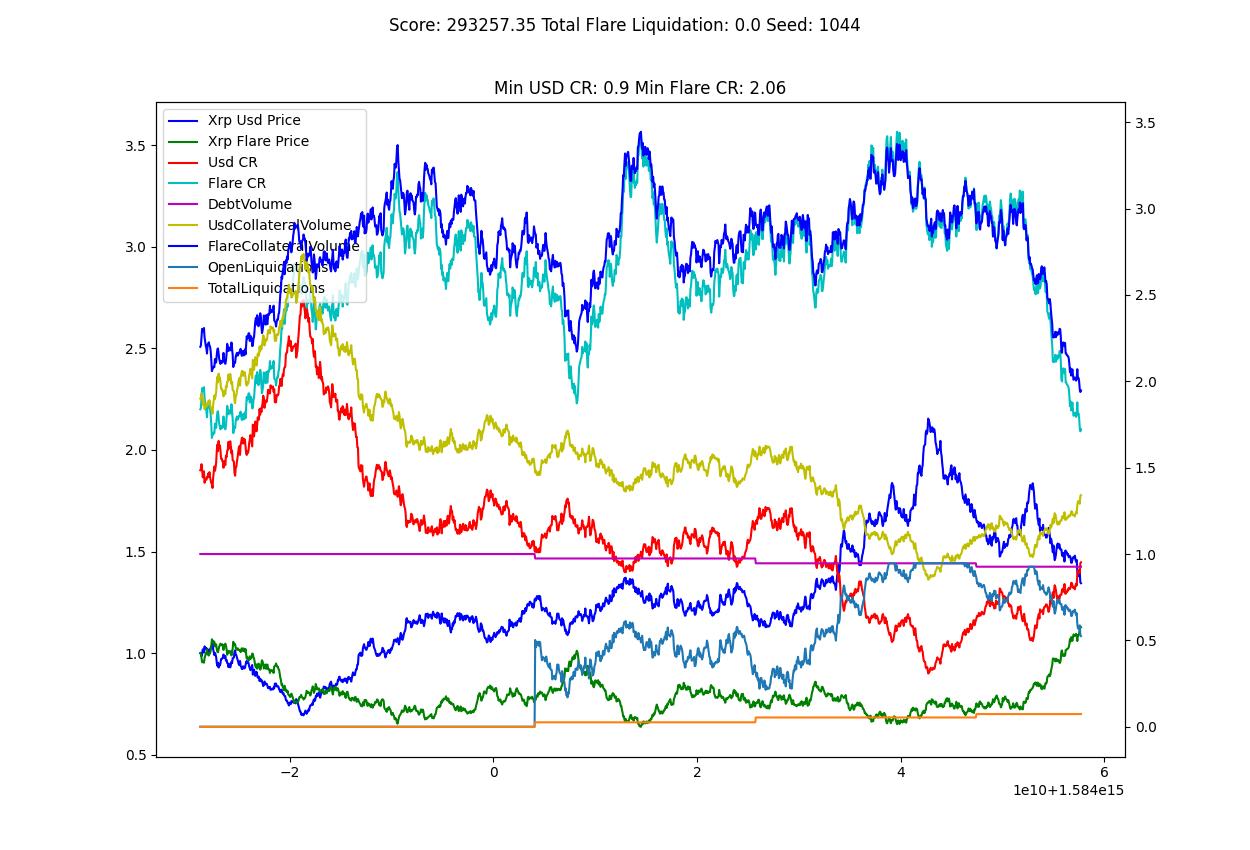 Score: 293257.35 Total Flare Liquidation: 0.0 Seed: 1044
Min USD CR: 0.9 Min Flare CR: 2.06
Xrp Usd Price
Xrp Flare Price
Usd CR
Flare CR
DebtVolume
UsdCollateralVolume
FlareCollateralVolume
OpenLiquidations
TotalLiquidations
3.5
3.0
2.5
2.0
1.5
1.0
0.5
3.5
3.0
2.5
2.0
1.5
1.0
0.5
0.0
−2 0 2 4 6
1e10+1.584e15